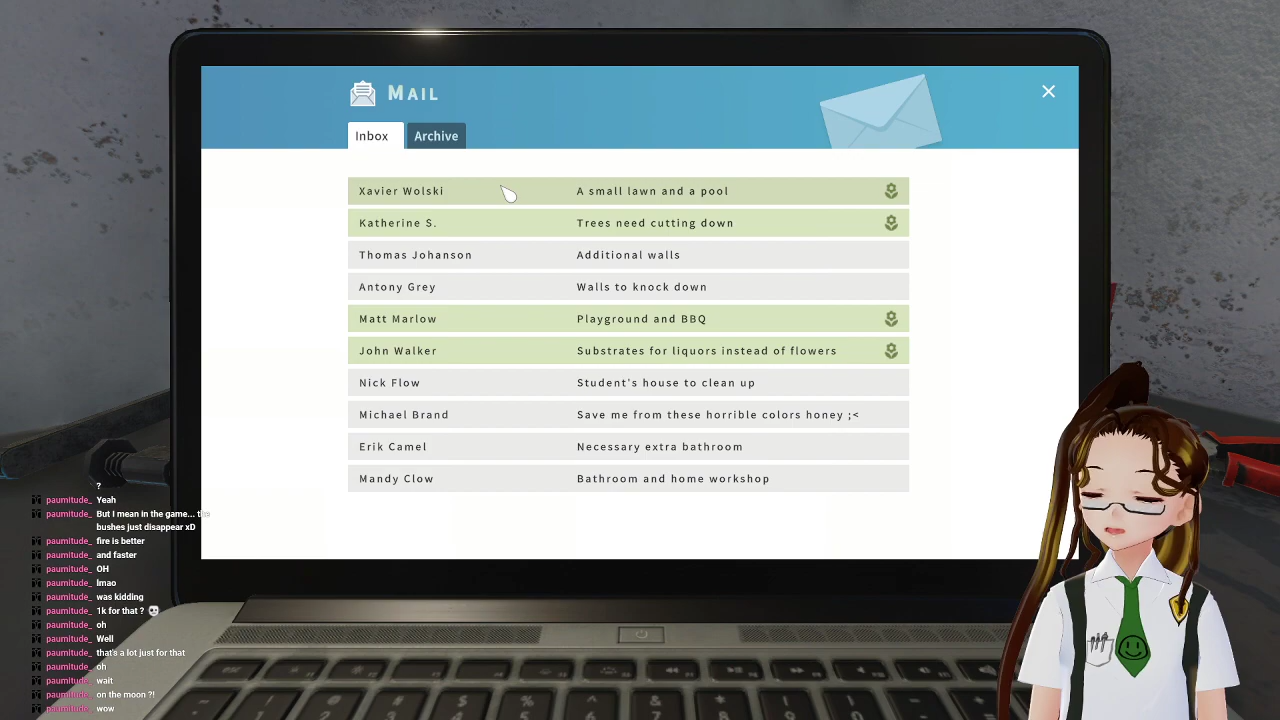 MAIL
Inbox
Archive
Xavier Wolski A small lawn and a pool
Katherine S. Trees need cutting down
Thomas Johanson Additional walls
Antony Grey Walls to knock down
Matt Marlow Playground and BBQ
John Walker Substrates for liquors instead of flowers
Nick Flow Student's house to clean up
Michael Brand Save me from these horrible colors honey ;<
Erik Camel Necessary extra bathroom
Mandy Clow Bathroom and home workshop
?
paumitude_ Yeah
paumitude_ But I mean in the game... the
bushes just disappear xD
paumitude_ fire is better
paumitude_ and faster
paumitude_ OH
paumitude_ lmao
paumitude_ was kidding
paumitude_ 1k for that ? 💀
paumitude_ oh
paumitude_ Well
paumitude_ that's a lot just for that
paumitude_ oh
paumitude_ wait
paumitude_ on the moon ?!
paumitude_ wow